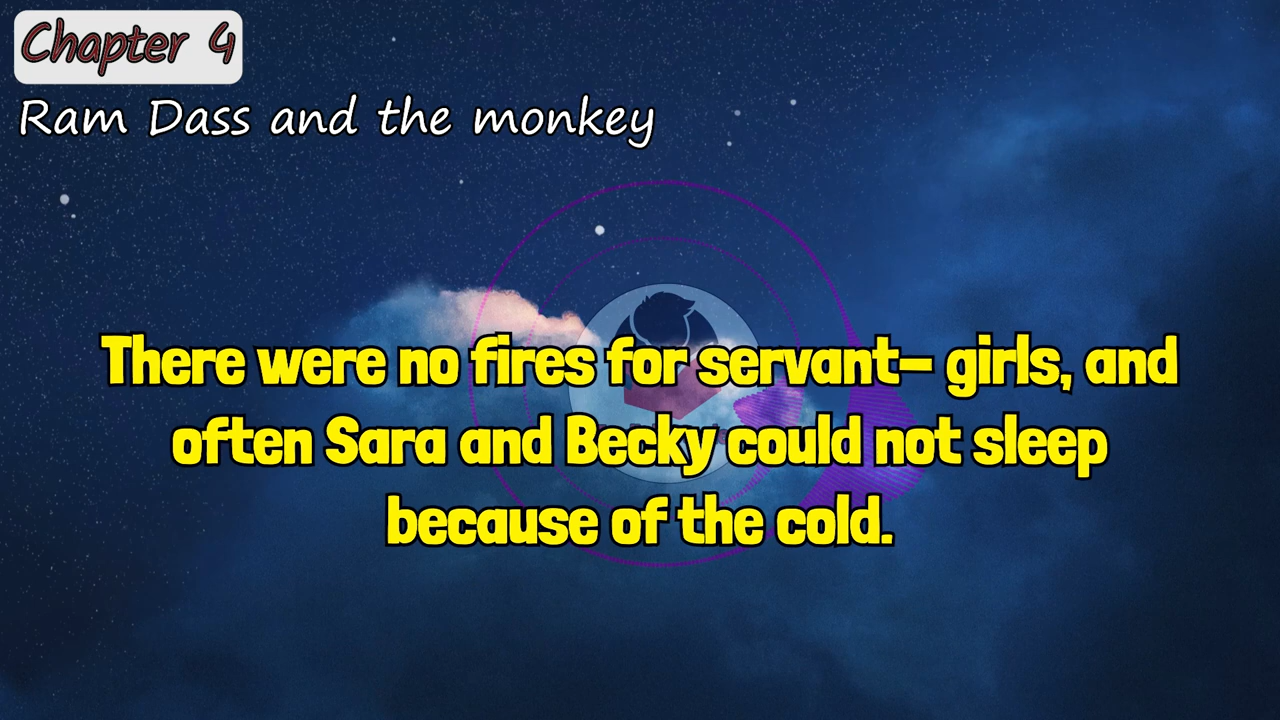 Chapter 4
Ram Dass and the monkey
There were no fires for servant- girls, and
often Sara and Becky could not sleep
because of the cold.